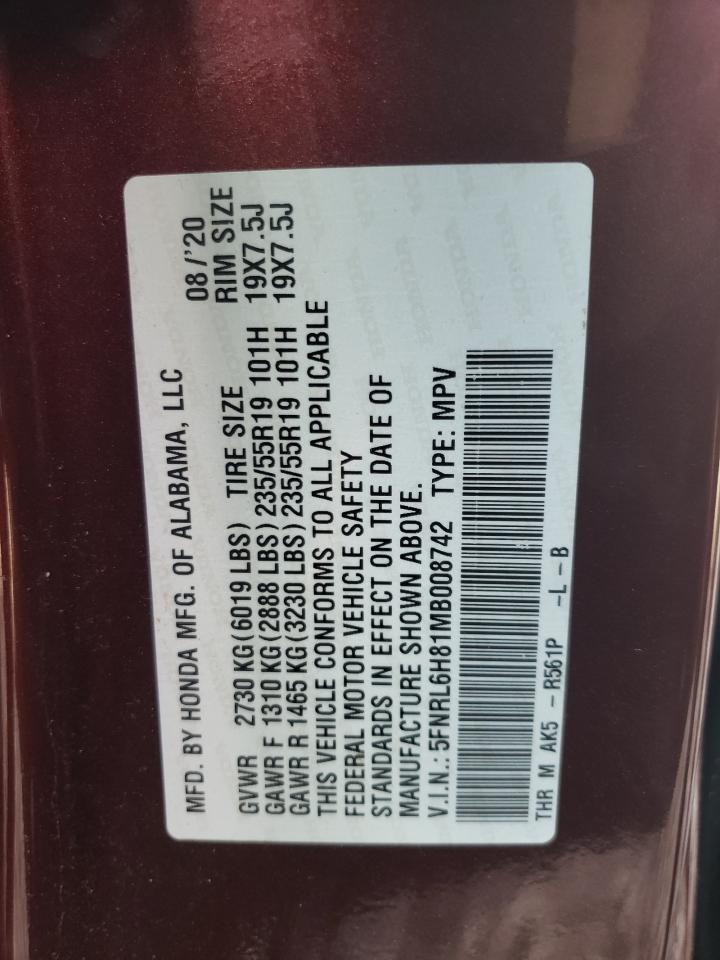 MFD. BY HONDA MFG. OF ALABAMA, LLC 08/'20
GVWR 2730 KG(6019 LBS) TIRE SIZE RIM SIZE
GAWR F 1310 KG(2888 LBS)235/55R19 101H 19X7.5J
GAWR R 1465 KG(3230 LBS)235/55R19 101H 19X7.5J
THIS VEHICLE CONFORMS TO ALL APPLICABLE
FEDERAL MOTOR VEHICLE SAFETY
STANDARDS IN EFFECT ON THE DATE OF
MANUFACTURE SHOWN ABOVE.
V.I.N.:5FNRL6H81MB008742 TYPE: MPV
THR M AK5 -R561P -L-B